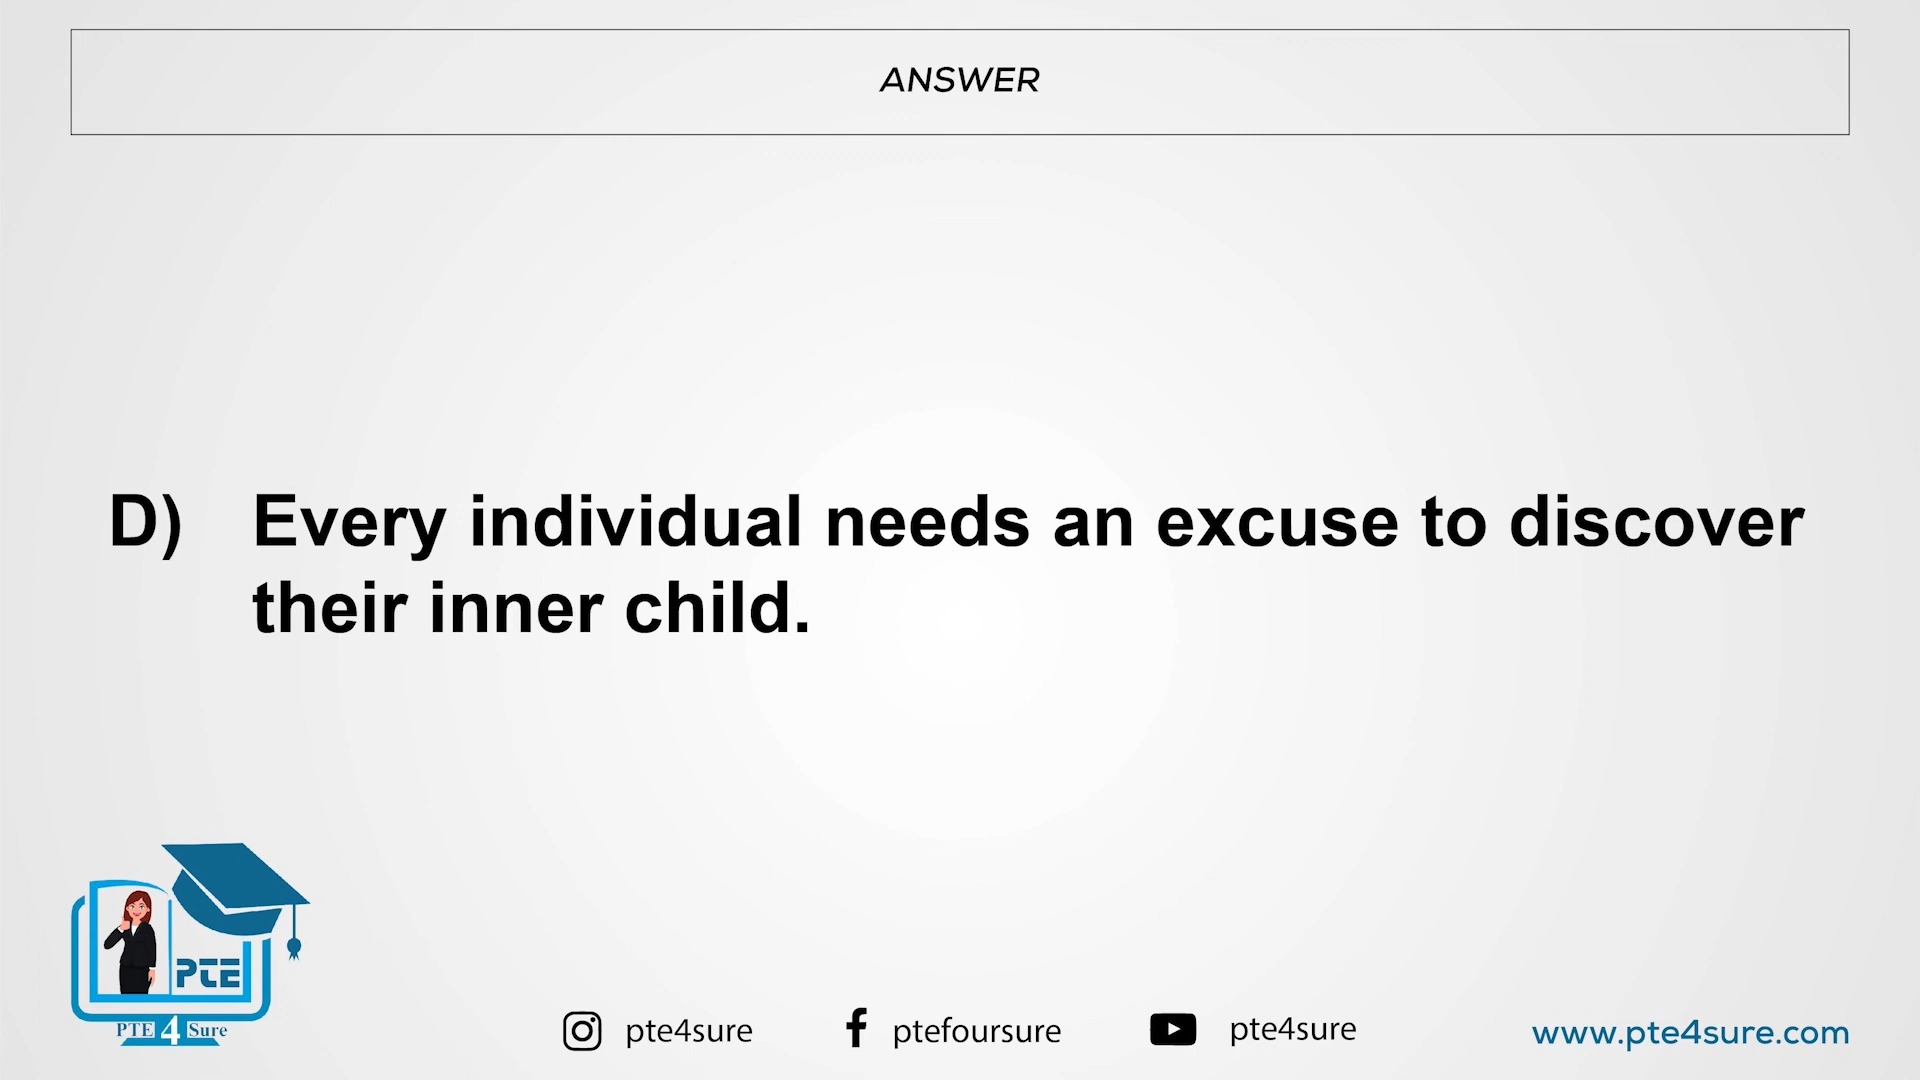 ANSWER
D) Every individual needs an excuse to discover
their inner child.
PTE
PTE 4 Sure
pte4sure
ptefoursure
pte4sure
www.pte4sure.com